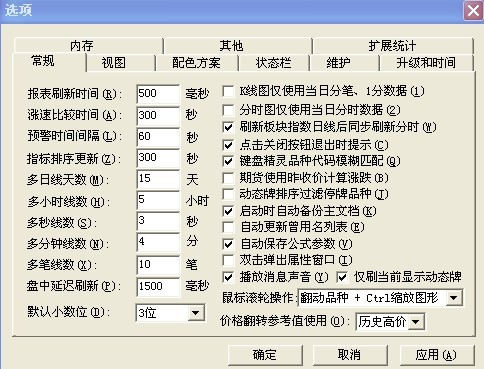 选项
内存 其他 扩展统计
常规 视图 配色方案 状态栏 维护 升级和时间
报表刷新时间(R): 500 毫秒
涨速比较时间(A): 300 秒
预警时间间隔(L): 60 秒
指标排序更新(Z): 300 秒
多日线天数(M): 15 天
多小时线数(H): 5 小时
多秒线数(S): 3 秒
多分钟线数(N): 4 分
多笔线数(X): 10 笔
盘中延迟刷新(P): 1500 毫秒
默认小数位(D): 3位
K线图仅使用当日分笔、1分数据(1)
分时图仅使用当日分时数据(2)
刷新板块指数日线后同步刷新分时(W)
点击关闭按钮退出时提示(C)
键盘精灵品种代码模糊匹配(Q)
期货使用昨收价计算涨跌(B)
动态牌排序过滤停牌品种(T)
启动时自动备份主文档(K)
自动更新曾用名列表(E)
自动保存公式参数(V)
双击弹出属性窗口(I)
播放消息声音(Y) 仅刷当前显示动态牌
鼠标滚轮操作: 翻动品种 + Ctrl缩放图形
价格翻转参考值使用(O): 历史高价
确定 取消 应用(A)